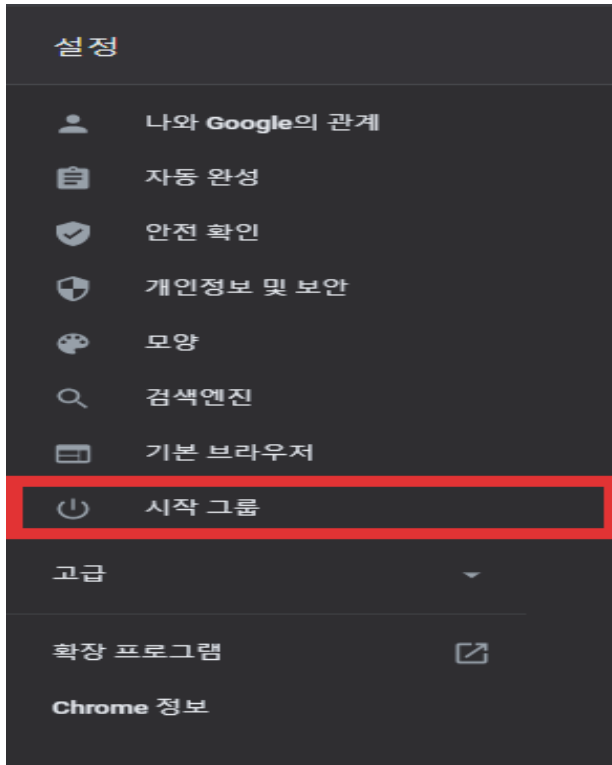 설정
나와 Google의 관계
자동 완성
안전 확인
개인정보 및 보안
모양
검색엔진
기본 브라우저
시작 그룹
고급
확장 프로그램
Chrome 정보